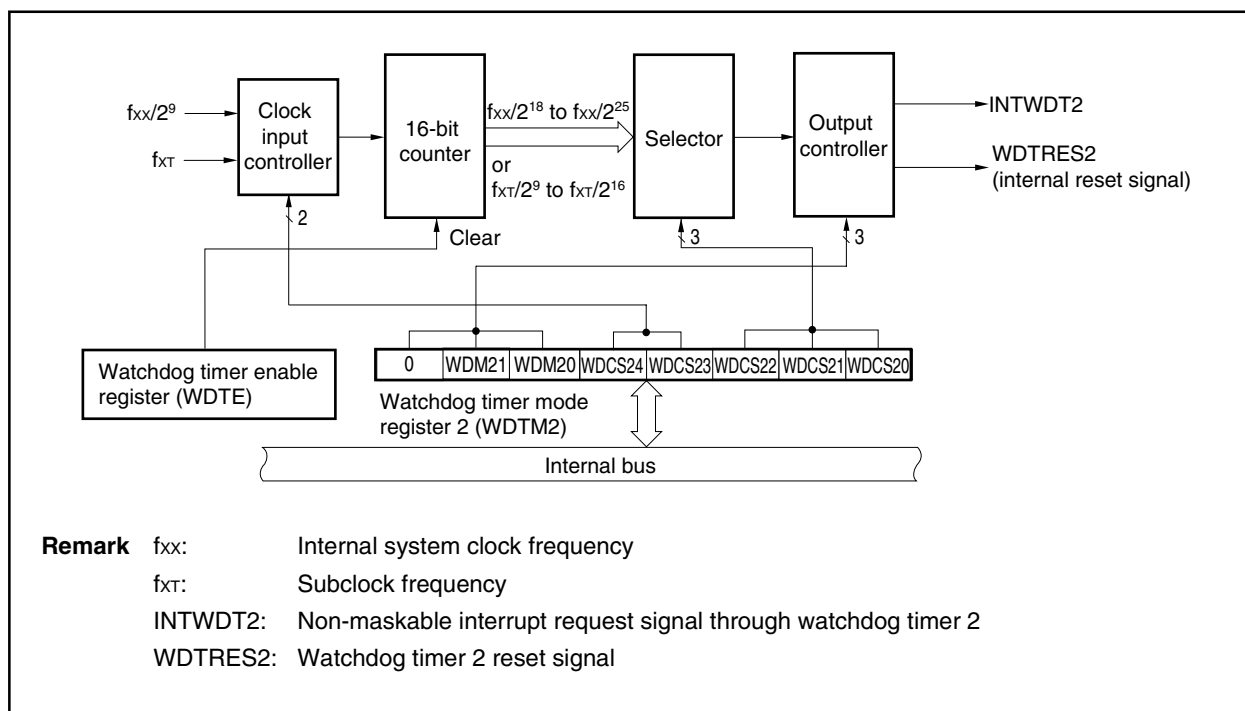 fXX/2⁹
fXT
Clock
input
controller
2
16-bit
counter
Clear
fXX/2¹⁸ to fXX/2²⁵
or
fXT/2⁹ to fXT/2¹⁶
Selector
3
Output
controller
3
INTWDT2
WDTRES2
(internal reset signal)
Watchdog timer enable
register (WDTE)
0 WDM21 WDM20 WDCS24 WDCS23 WDCS22 WDCS21 WDCS20
Watchdog timer mode
register 2 (WDTM2)
Internal bus
Remark fXX: Internal system clock frequency
fXT: Subclock frequency
INTWDT2: Non-maskable interrupt request signal through watchdog timer 2
WDTRES2: Watchdog timer 2 reset signal